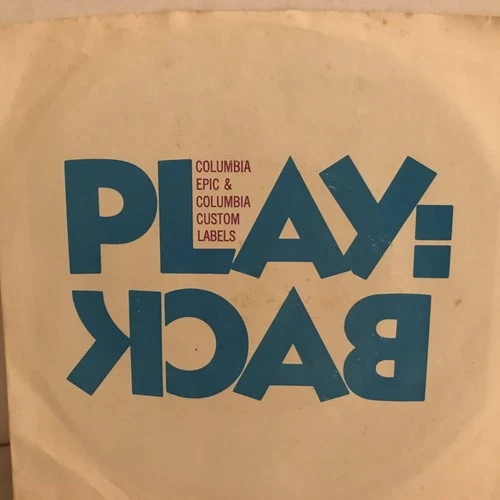 PLAY:
COLUMBIA
EPIC &
COLUMBIA
CUSTOM
LABELS
BACK